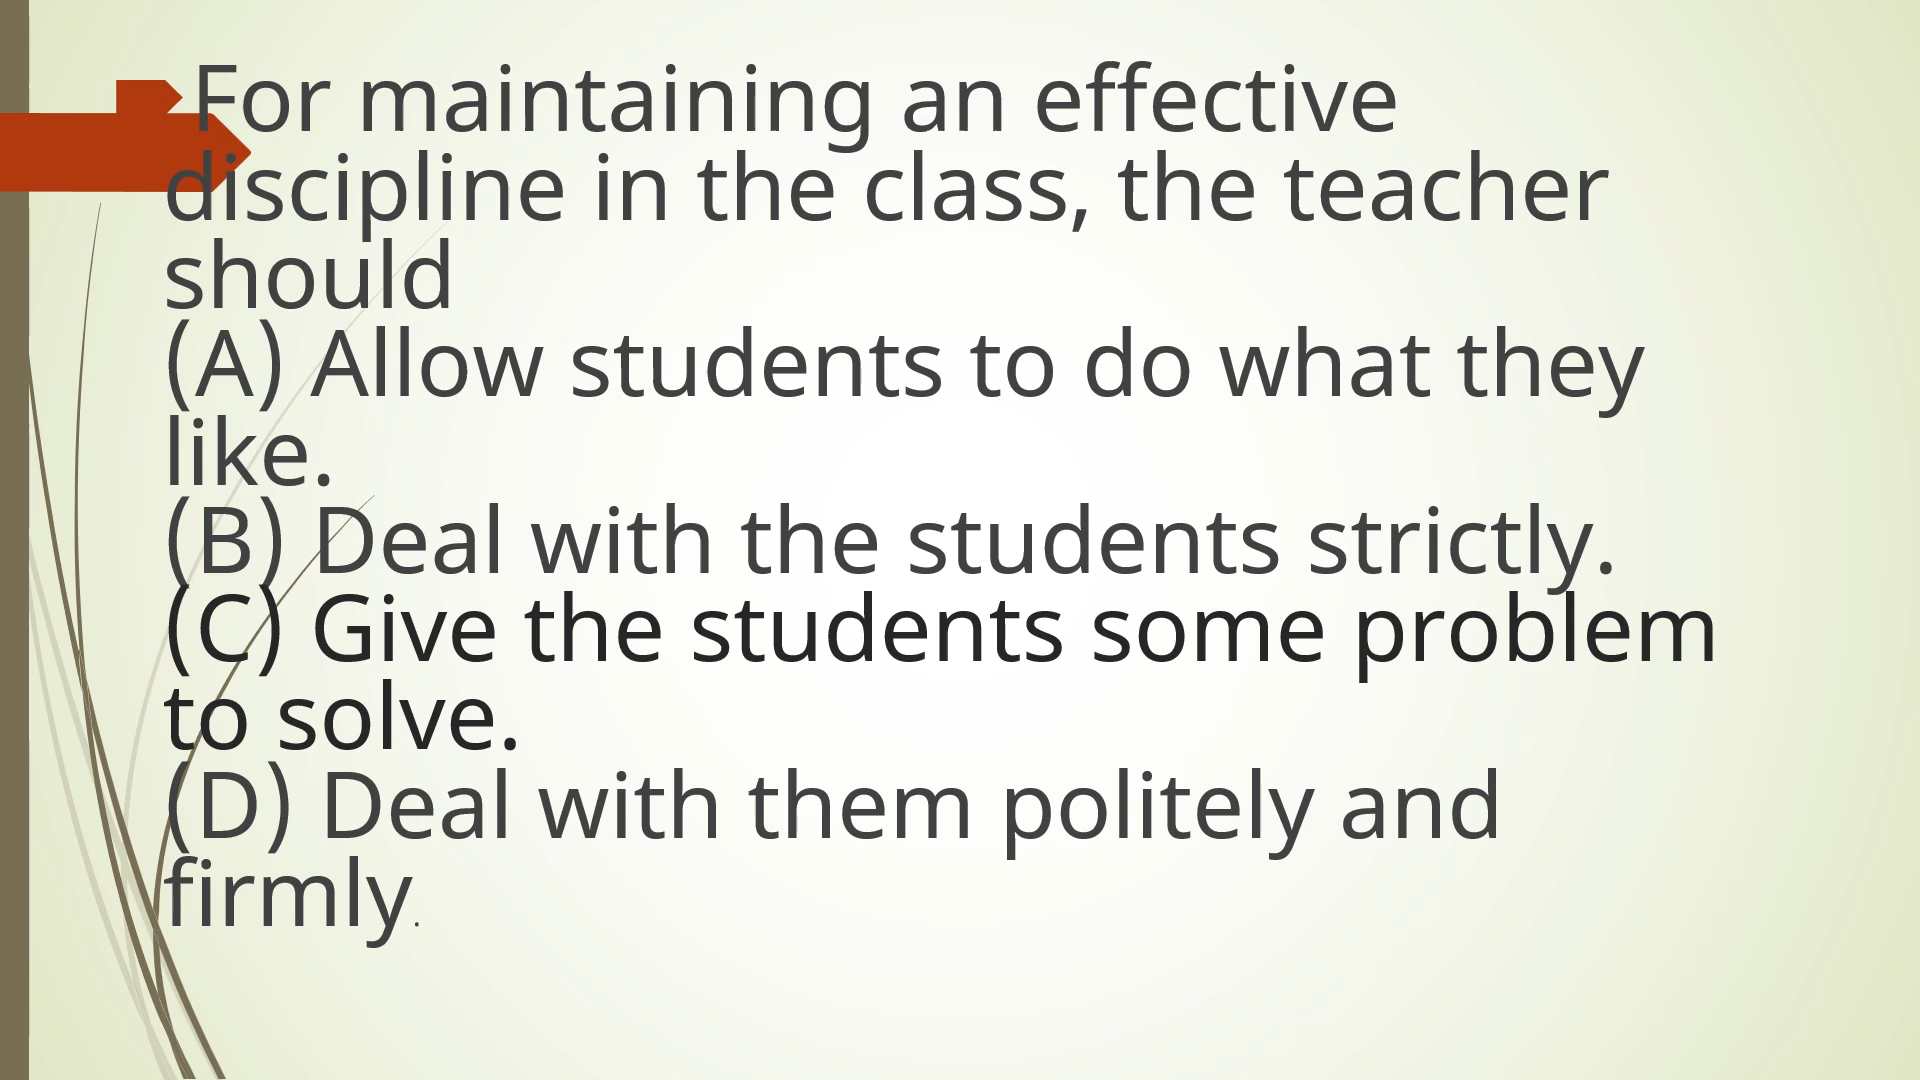 For maintaining an effective
discipline in the class, the teacher
should
(A) Allow students to do what they
like.
(B) Deal with the students strictly.
(C) Give the students some problem
to solve.
(D) Deal with them politely and
firmly.